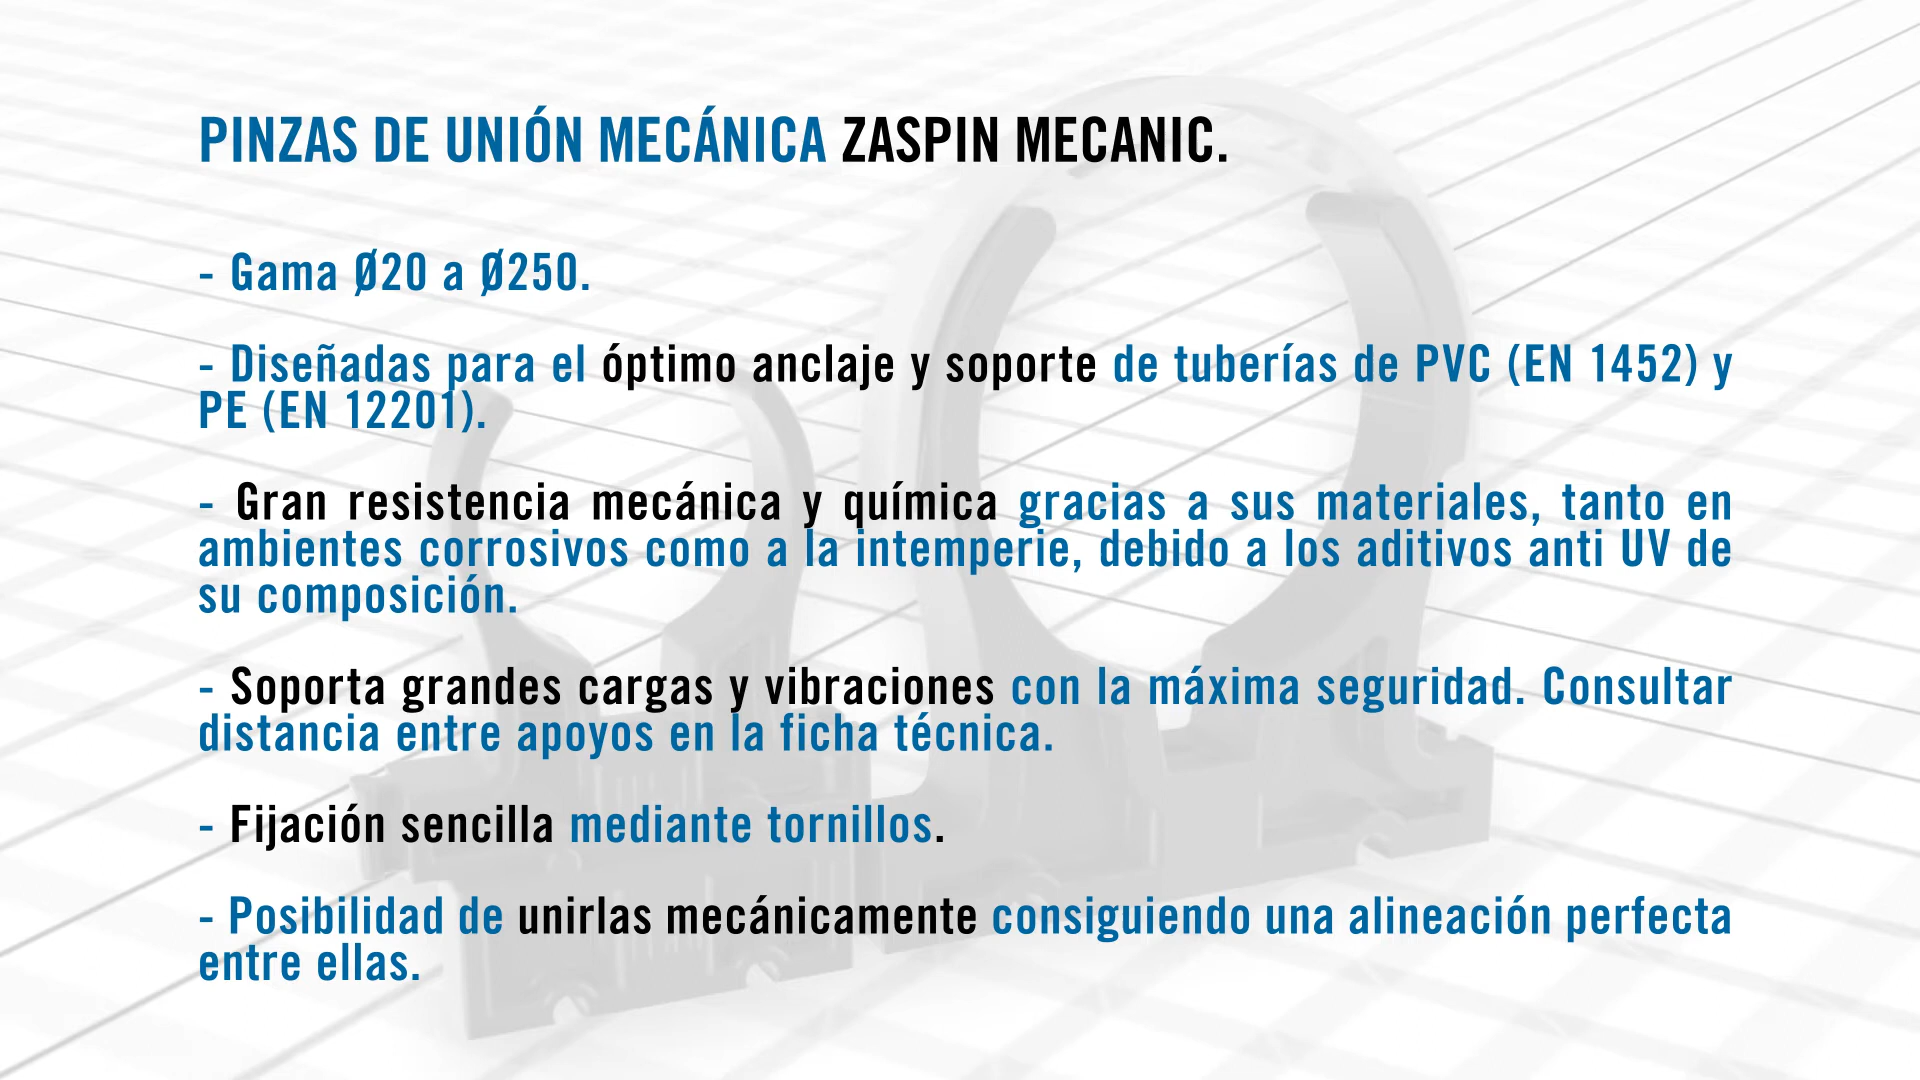 PINZAS DE UNIÓN MECÁNICA ZASPIN MECANIC.
- Gama Ø20 a Ø250.
- Diseñadas para el óptimo anclaje y soporte de tuberías de PVC (EN 1452) y
PE (EN 12201).
- Gran resistencia mecánica y química gracias a sus materiales, tanto en
ambientes corrosivos como a la intemperie, debido a los aditivos anti UV de
su composición.
- Soporta grandes cargas y vibraciones con la máxima seguridad. Consultar
distancia entre apoyos en la ficha técnica.
- Fijación sencilla mediante tornillos.
- Posibilidad de unirlas mecánicamente consiguiendo una alineación perfecta
entre ellas.